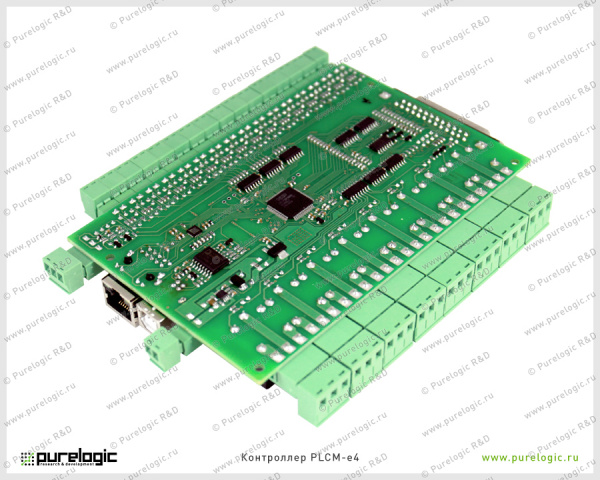 © Purelogic R&D
www.purelogic.ru
purelogic
research & development
Контроллер PLCM-e4
www.purelogic.ru